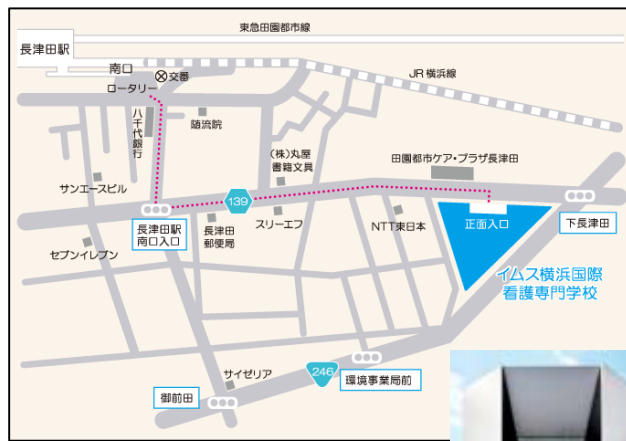 東急田園都市線
長津田駅
JR 横浜線
南口
交番
ロータリー
八千代銀行
随流院
(株)丸屋
書籍文具
田園都市ケア・プラザ長津田
サンエースビル
139
長津田駅
南口入口
長津田
郵便局
スリーエフ
NTT東日本
正面入口
下長津田
セブンイレブン
イムス横浜国際
看護専門学校
サイゼリア
246
環境事業局前
御前田